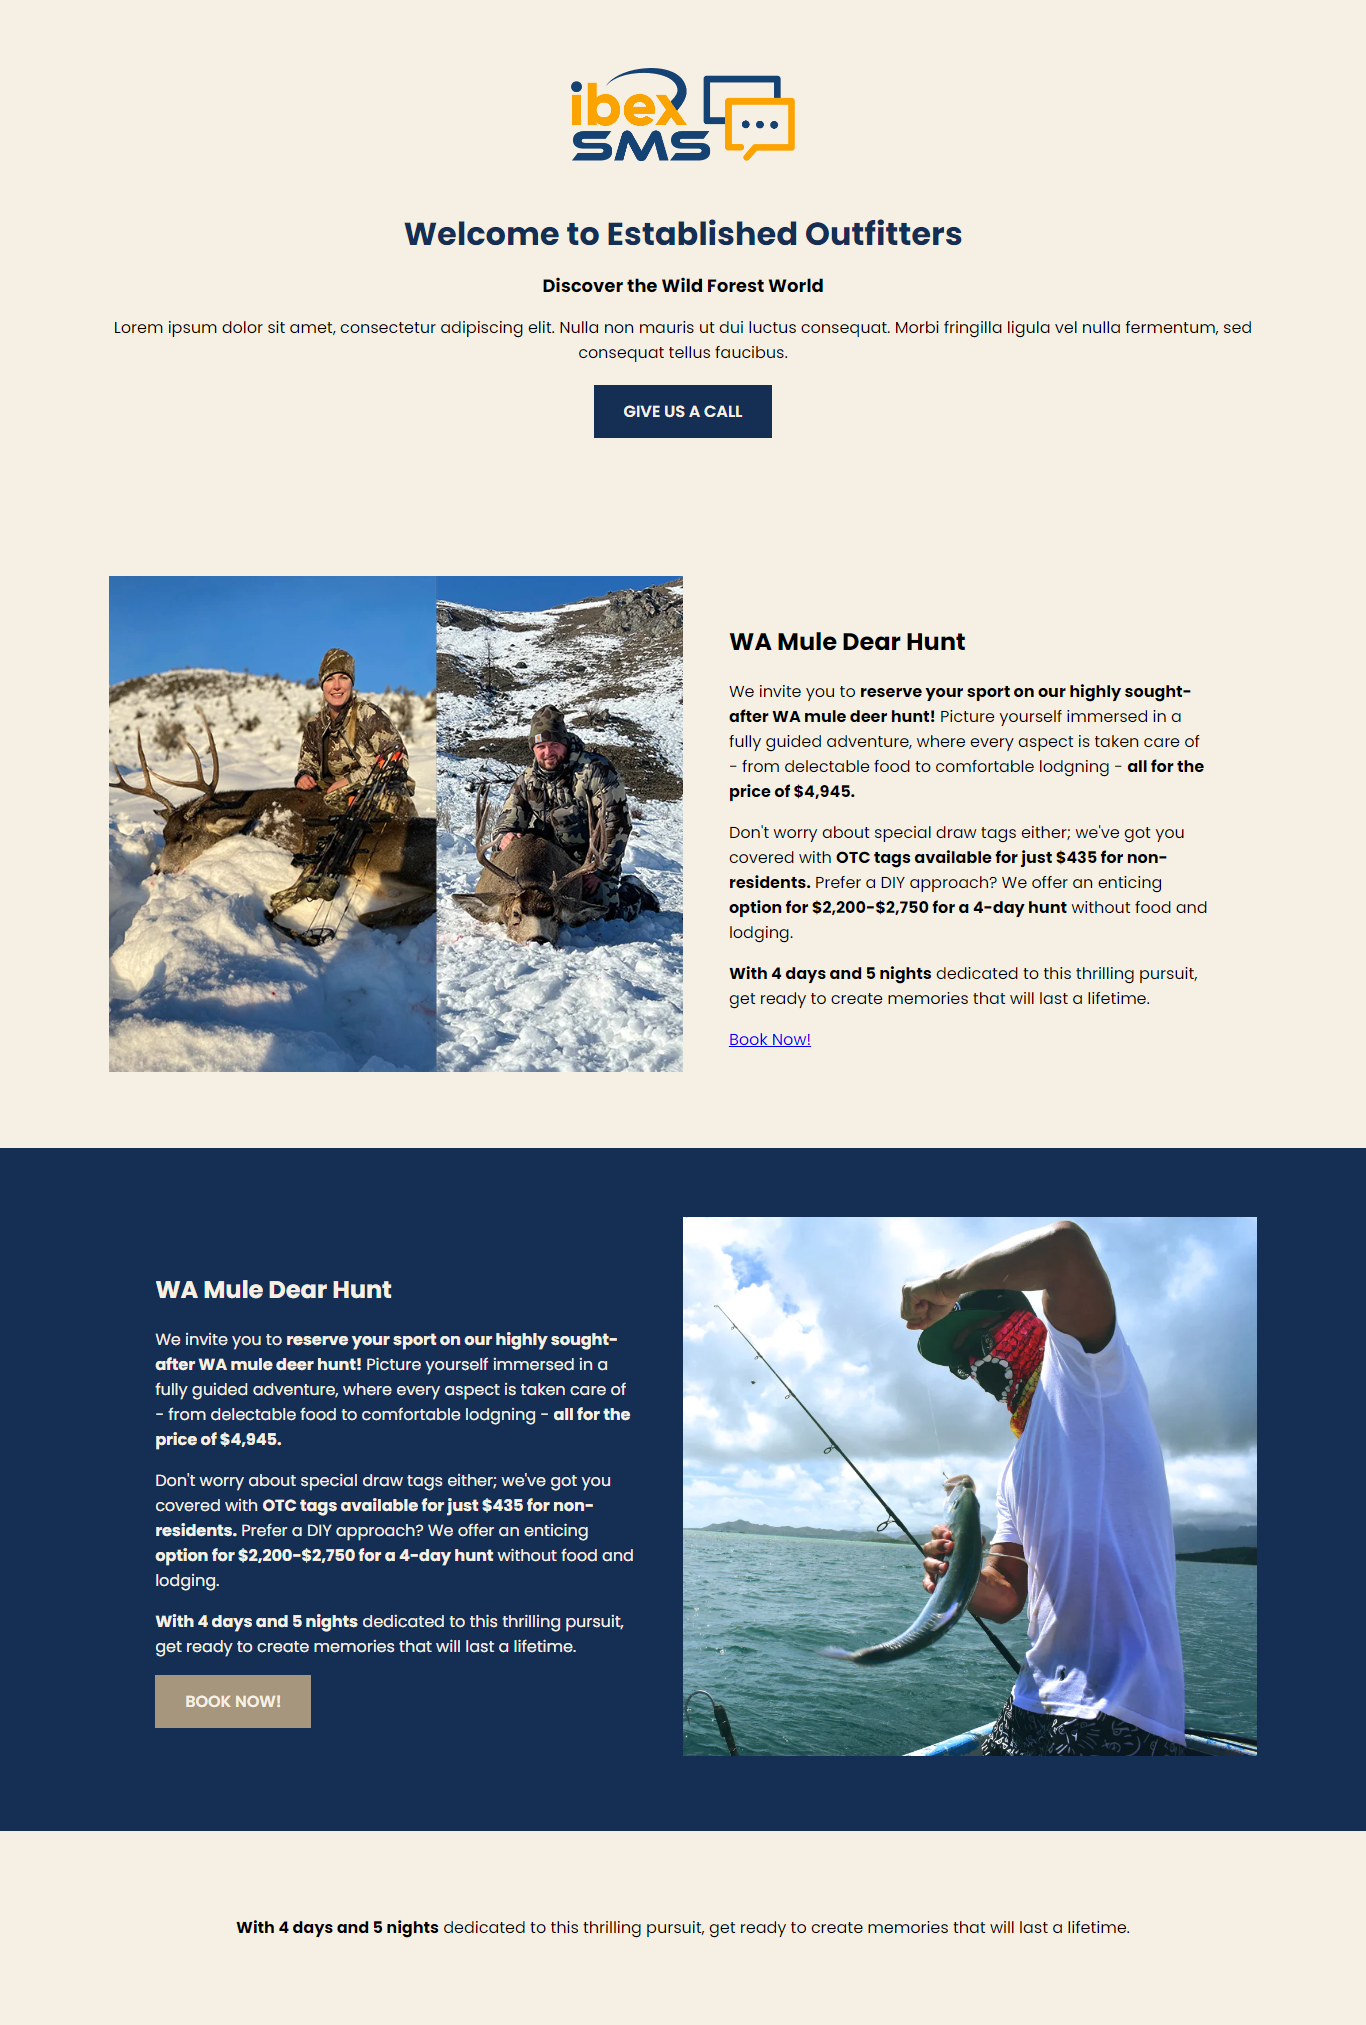 ibex
SMS
Welcome to Established Outfitters
Discover the Wild Forest World
Lorem ipsum dolor sit amet, consectetur adipiscing elit. Nulla non mauris ut dui luctus consequat. Morbi fringilla ligula vel nulla fermentum, sed
consequat tellus faucibus.
GIVE US A CALL
WA Mule Dear Hunt
We invite you to reserve your sport on our highly sought-
after WA mule deer hunt! Picture yourself immersed in a
fully guided adventure, where every aspect is taken care of
- from delectable food to comfortable lodgning - all for the
price of $4,945.
Don't worry about special draw tags either; we've got you
covered with OTC tags available for just $435 for non-
residents. Prefer a DIY approach? We offer an enticing
option for $2,200-$2,750 for a 4-day hunt without food and
lodging.
With 4 days and 5 nights dedicated to this thrilling pursuit,
get ready to create memories that will last a lifetime.
Book Now!
WA Mule Dear Hunt
We invite you to reserve your sport on our highly sought-
after WA mule deer hunt! Picture yourself immersed in a
fully guided adventure, where every aspect is taken care of
- from delectable food to comfortable lodgning - all for the
price of $4,945.
Don't worry about special draw tags either; we've got you
covered with OTC tags available for just $435 for non-
residents. Prefer a DIY approach? We offer an enticing
option for $2,200-$2,750 for a 4-day hunt without food and
lodging.
With 4 days and 5 nights dedicated to this thrilling pursuit,
get ready to create memories that will last a lifetime.
BOOK NOW!
With 4 days and 5 nights dedicated to this thrilling pursuit, get ready to create memories that will last a lifetime.